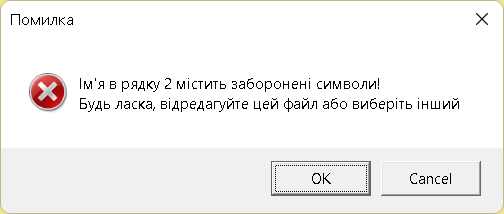 Помилка
Ім'я в рядку 2 містить заборонені символи!
Будь ласка, відредагуйте цей файл або виберіть інший
OK
Cancel